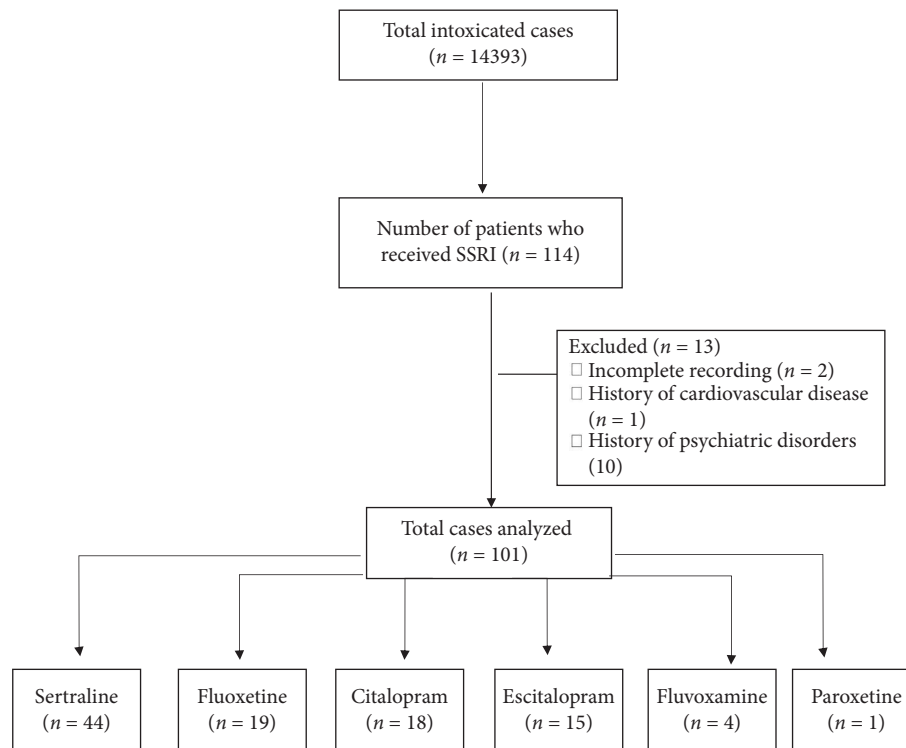 Total intoxicated cases
(n = 14393)
Number of patients who
received SSRI (n = 114)
Excluded (n = 13)
Incomplete recording (n = 2)
History of cardiovascular disease
(n = 1)
History of psychiatric disorders
(10)
Total cases analyzed
(n = 101)
Sertraline
(n = 44)
Fluoxetine
(n = 19)
Citalopram
(n = 18)
Escitalopram
(n = 15)
Fluvoxamine
(n = 4)
Paroxetine
(n = 1)